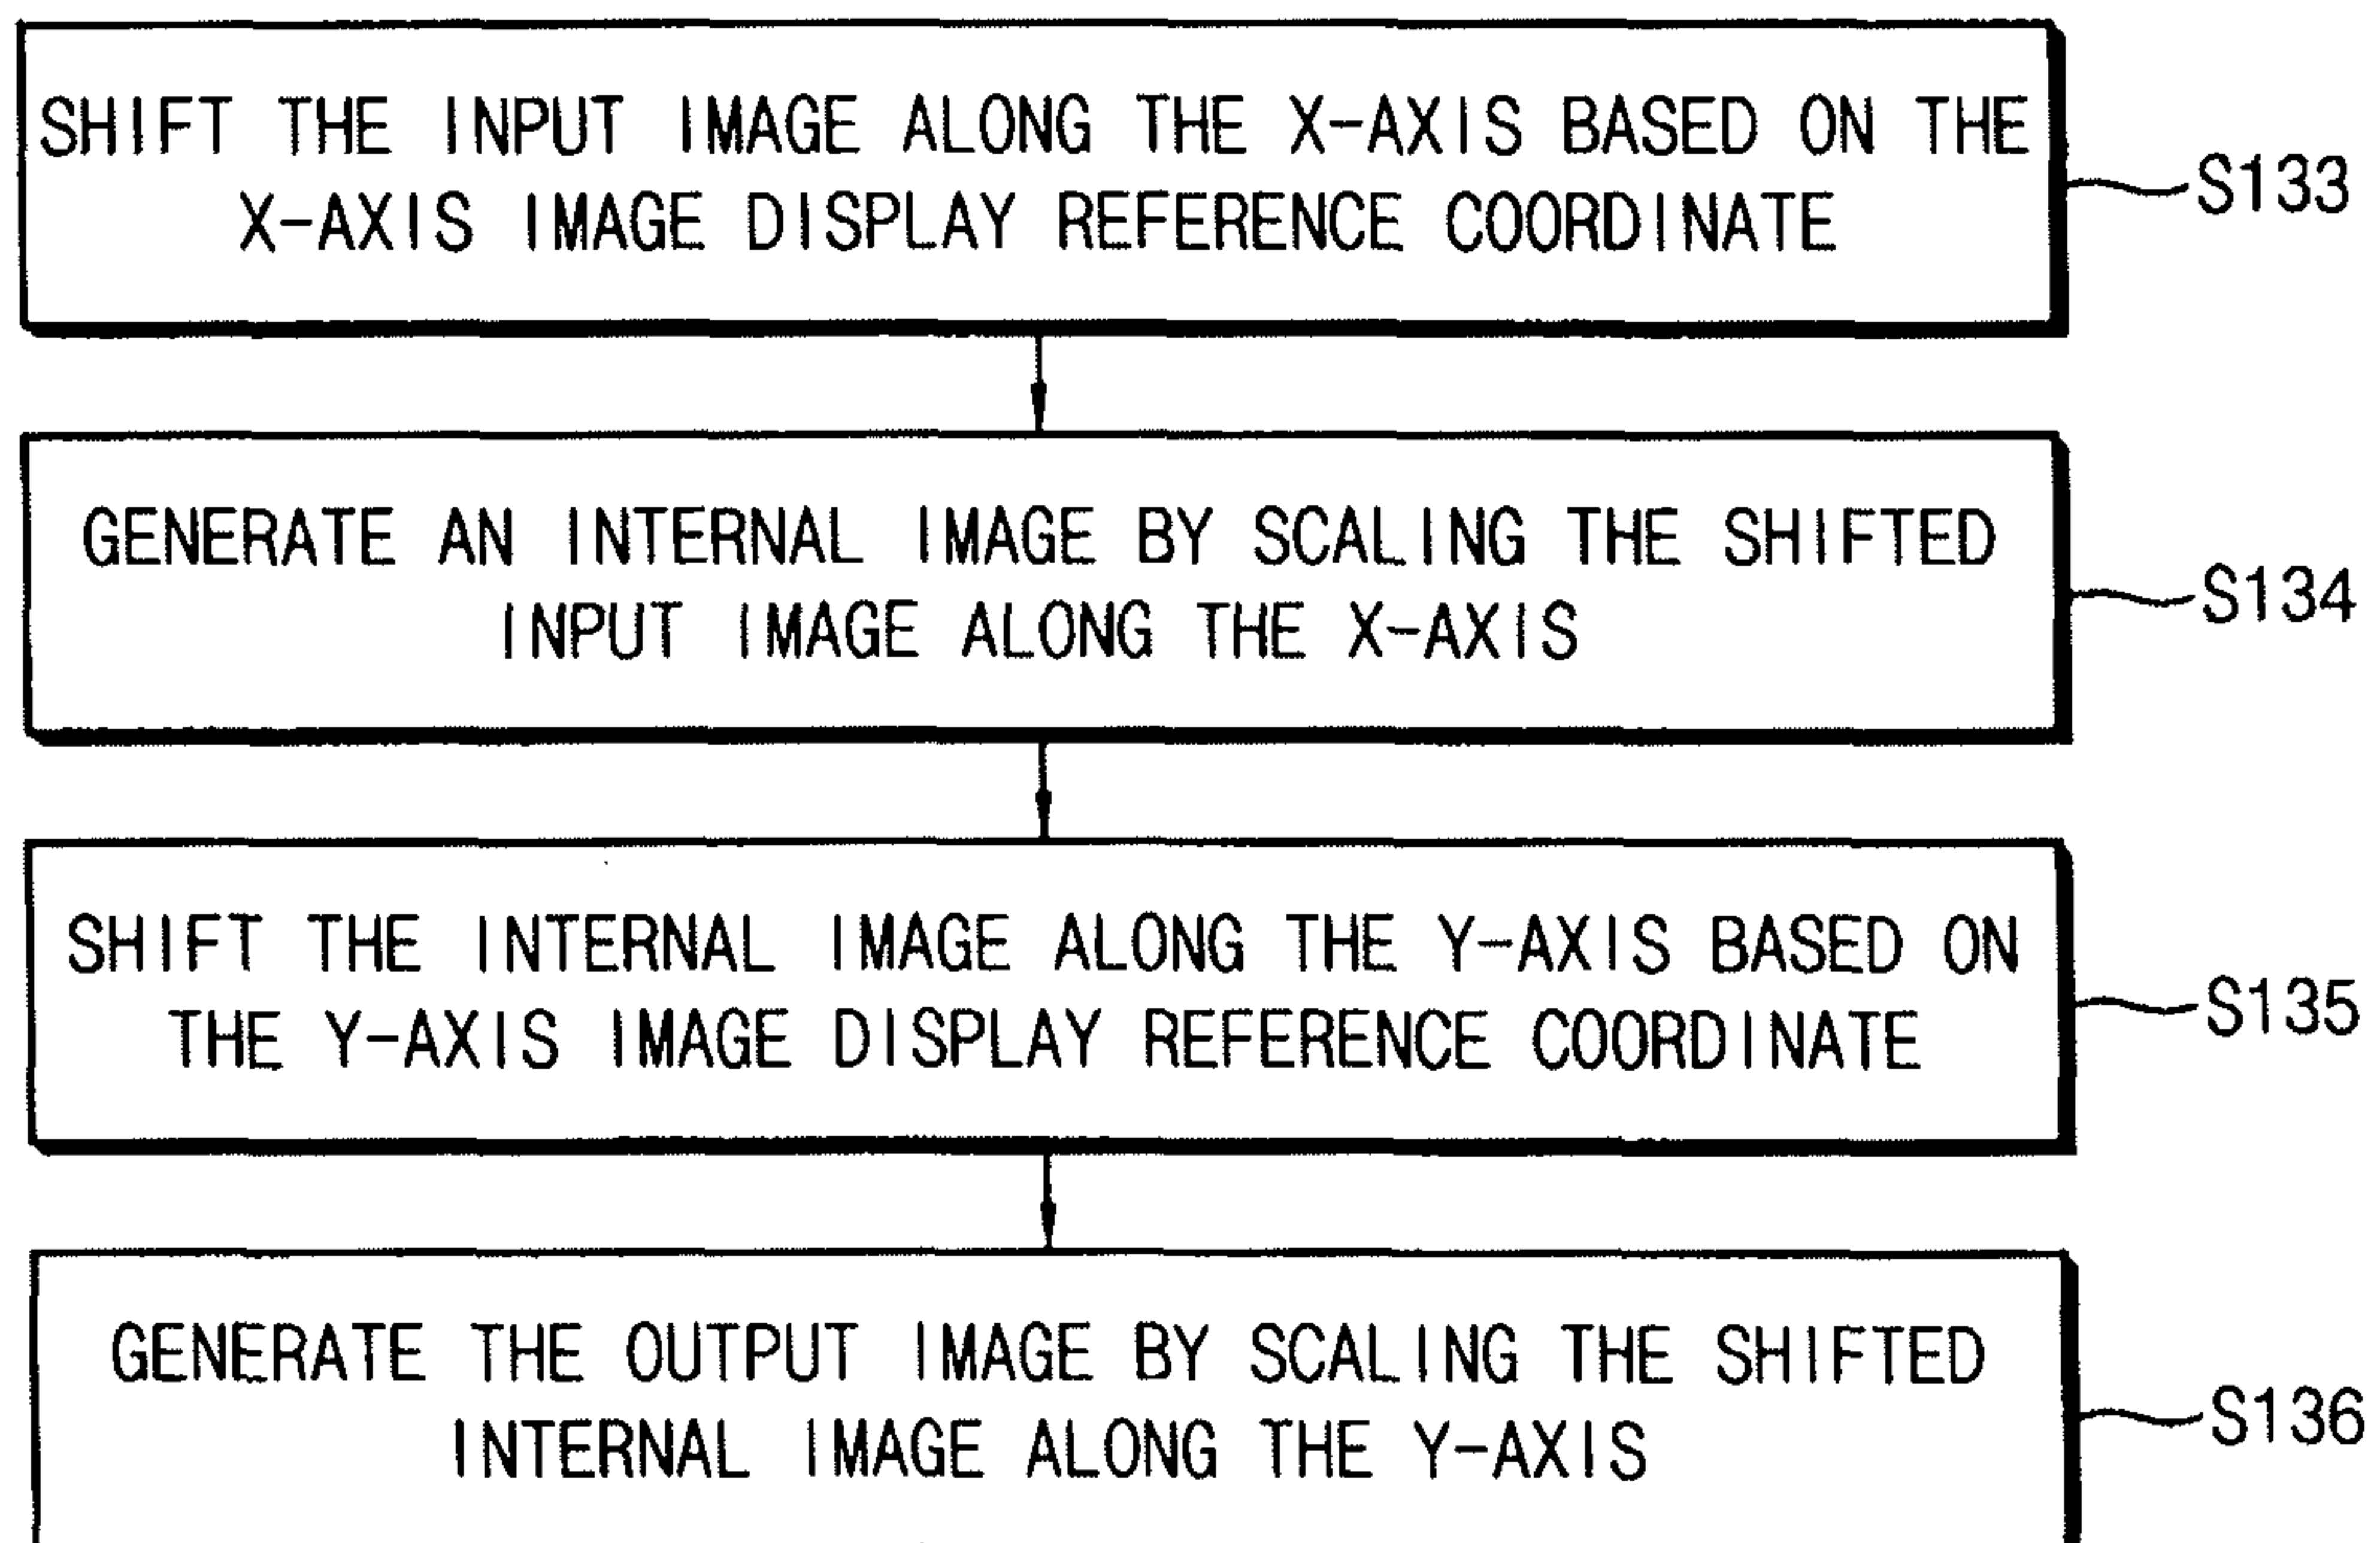 SHIFT THE INPUT IMAGE ALONG THE X-AXIS BASED ON THE
X-AXIS IMAGE DISPLAY REFERENCE COORDINATE
S133
GENERATE AN INTERNAL IMAGE BY SCALING THE SHIFTED
INPUT IMAGE ALONG THE X-AXIS
S134
SHIFT THE INTERNAL IMAGE ALONG THE Y-AXIS BASED ON
THE Y-AXIS IMAGE DISPLAY REFERENCE COORDINATE
S135
GENERATE THE OUTPUT IMAGE BY SCALING THE SHIFTED
INTERNAL IMAGE ALONG THE Y-AXIS
S136